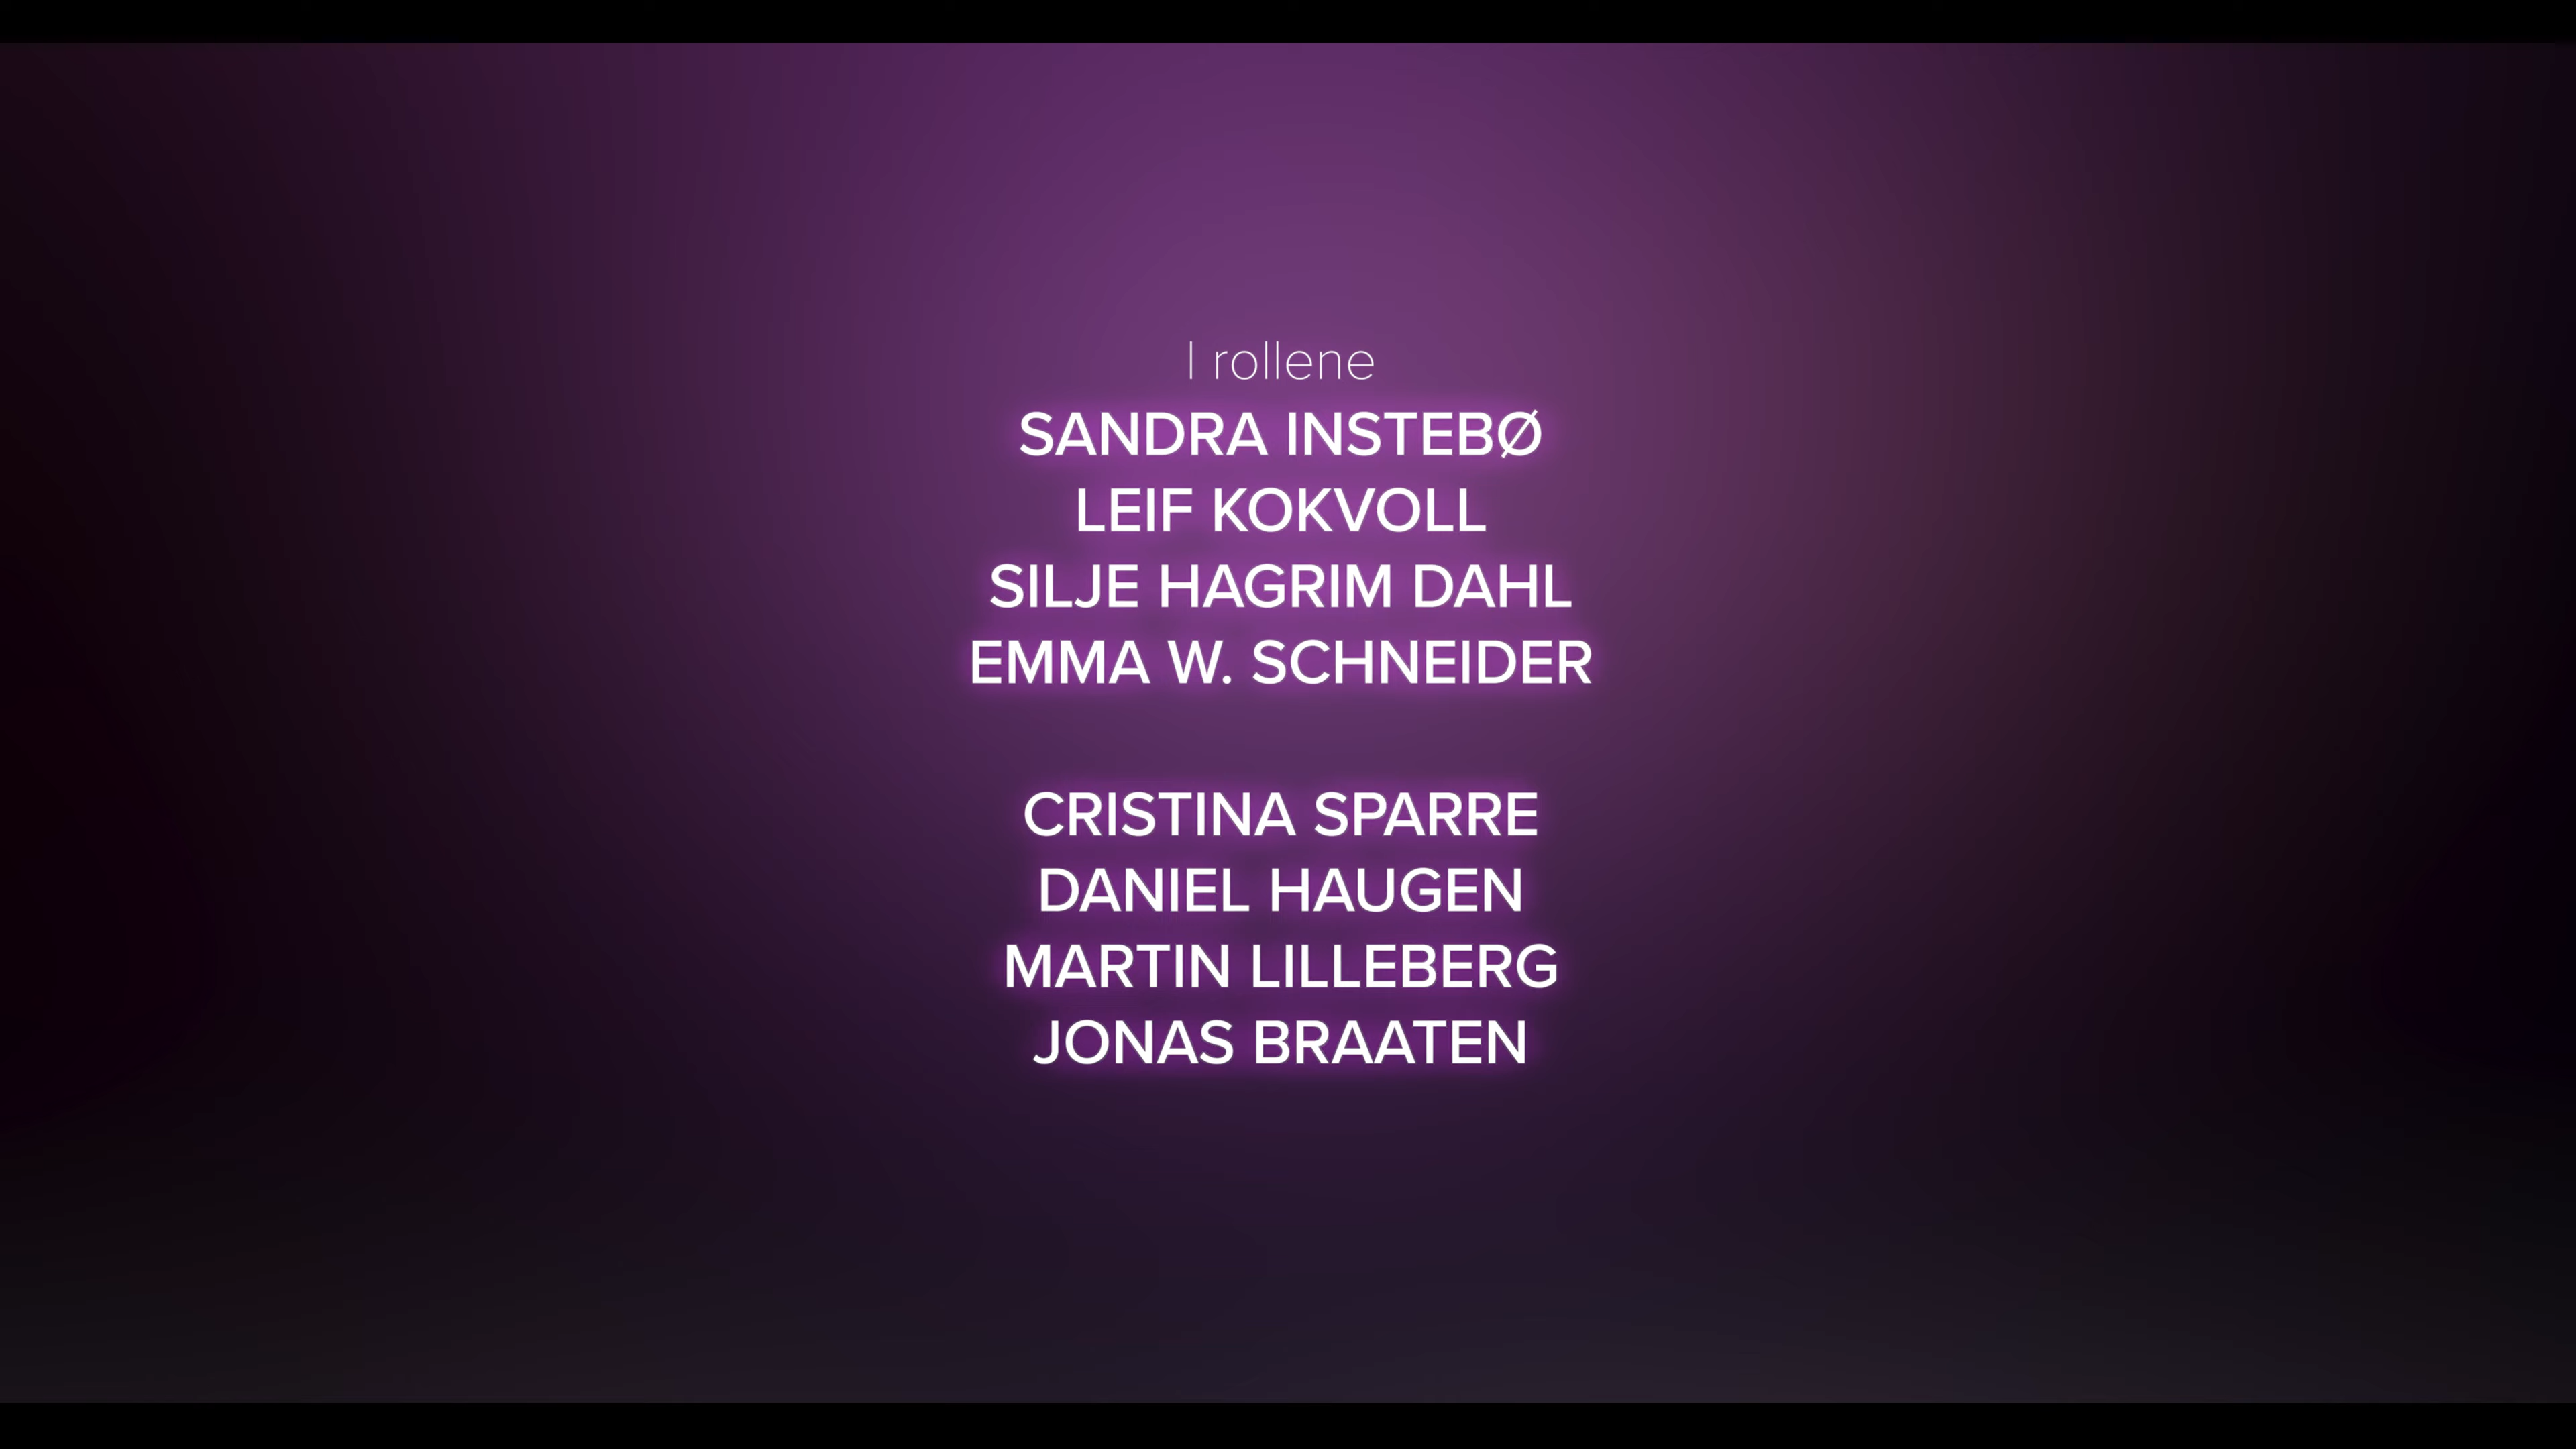 I rollene
SANDRA INSTEBØ
LEIF KOKVOLL
SILJE HAGRIM DAHL
EMMA W. SCHNEIDER
CRISTINA SPARRE
DANIEL HAUGEN
MARTIN LILLEBERG
JONAS BRAATEN